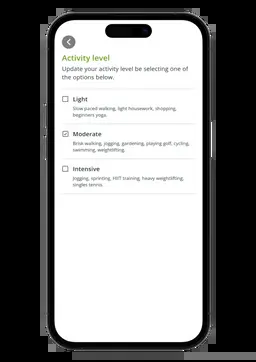 Activity level
Update your activity level be selecting one of
the options below.
Light
Slow paced walking, light housework, shopping,
beginners yoga.
Moderate
Brisk walking, jogging, gardening, playing golf, cycling,
swimming, weightlifting.
Intensive
Jogging, sprinting, HIIT training, heavy weightlifting,
singles tennis.